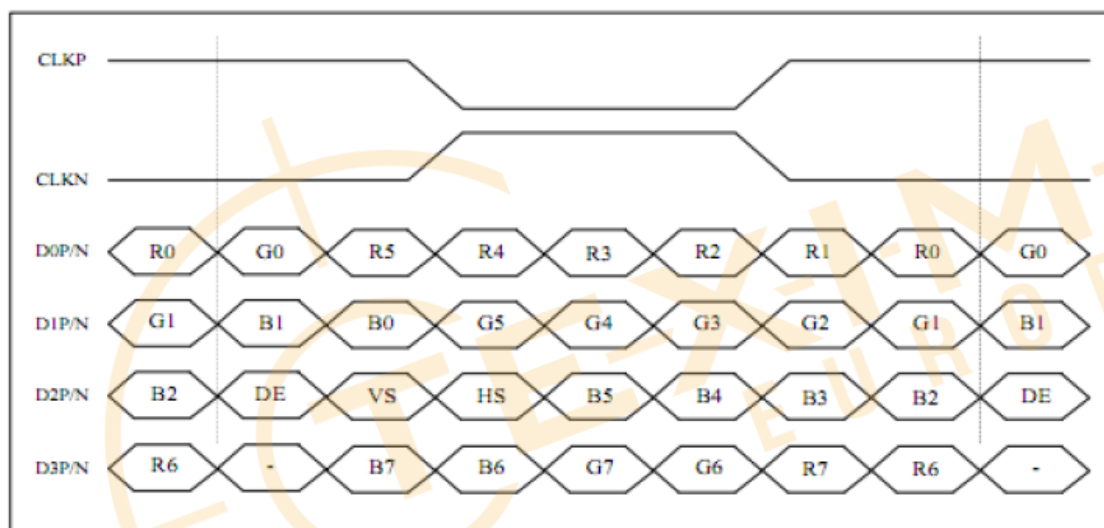 CLKP
CLKN
D0P/N R0 G0 R5 R4 R3 R2 R1 R0 G0
D1P/N G1 B1 B0 G5 G4 G3 G2 G1 B1
D2P/N B2 DE VS HS B5 B4 B3 B2 DE
D3P/N R6 - B7 B6 G7 G6 R7 R6 -
TEXIM
EUROPE